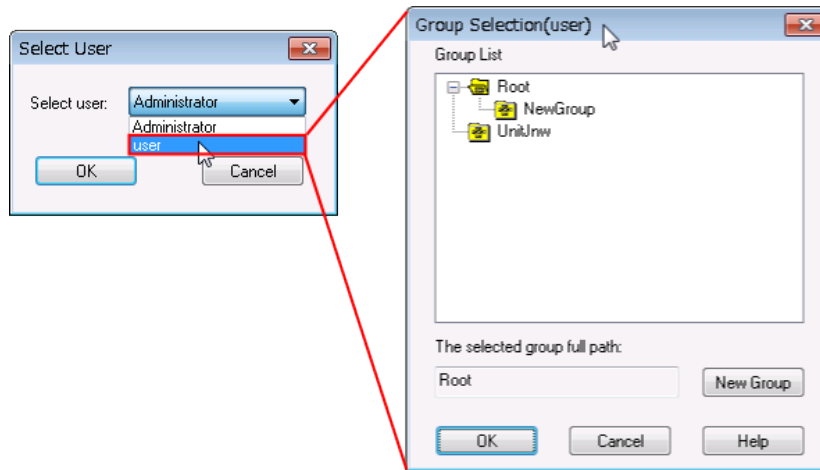 Select User
Select user:
Administrator
Administrator
user
OK
Cancel
Group Selection(user)
Group List
Root
NewGroup
UnitJnw
The selected group full path:
Root
New Group
OK
Cancel
Help